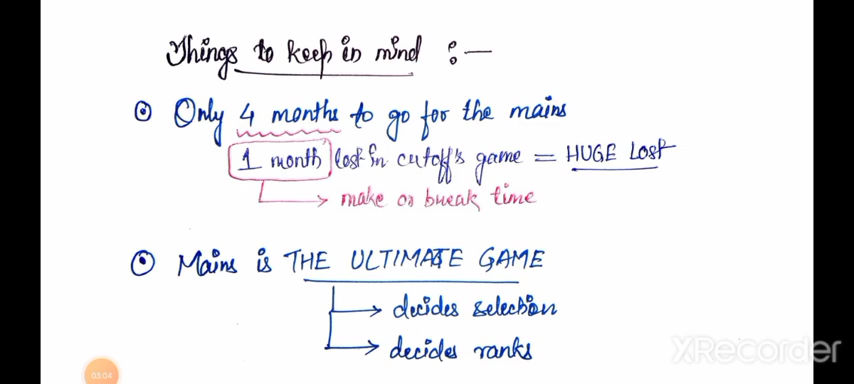 Things to keep in mind :—
⊙ Only 4 months to go for the mains
1 month lost in cutoff's game = HUGE LOST
→ make or break time
⊙ Mains is THE ULTIMATE GAME
→ decides selection
→ decides ranks
XRecorder
03:04